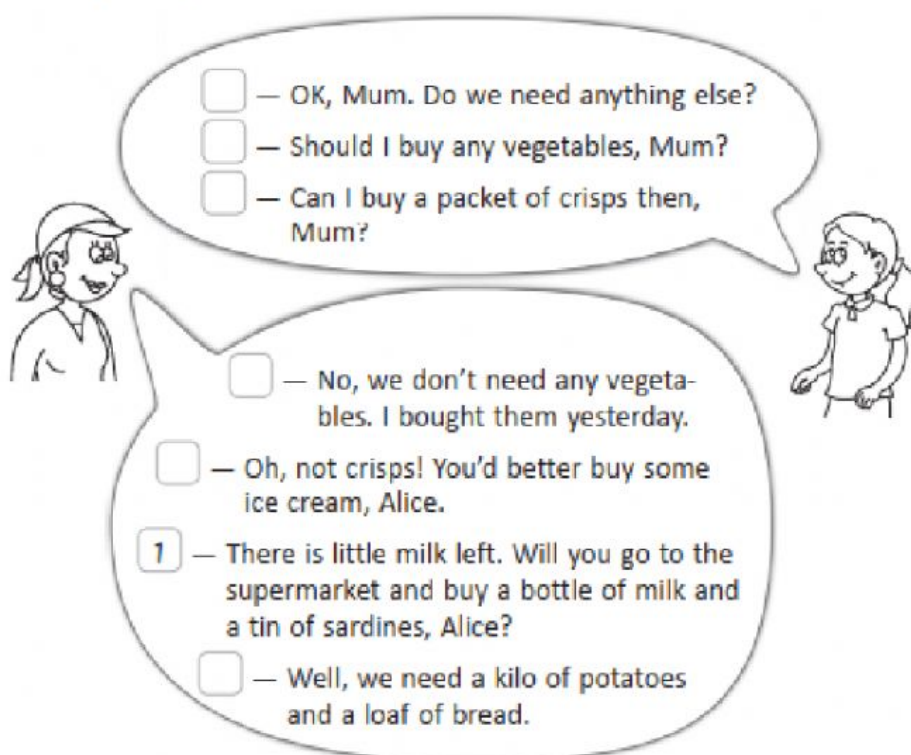 — OK, Mum. Do we need anything else?
— Should I buy any vegetables, Mum?
— Can I buy a packet of crisps then,
Mum?
— No, we don't need any vegeta-
bles. I bought them yesterday.
— Oh, not crisps! You'd better buy some
ice cream, Alice.
1 — There is little milk left. Will you go to the
supermarket and buy a bottle of milk and
a tin of sardines, Alice?
— Well, we need a kilo of potatoes
and a loaf of bread.